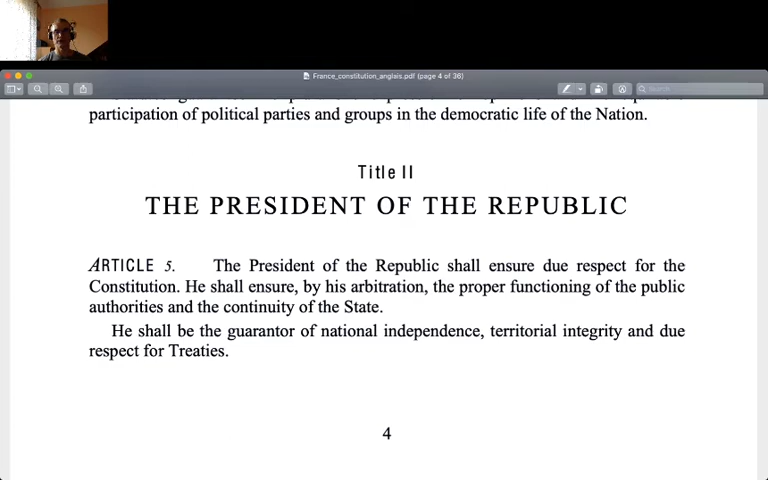 France_constitution_anglais.pdf (page 4 of 36)
Search
participation of political parties and groups in the democratic life of the Nation.
Title II
THE PRESIDENT OF THE REPUBLIC
ARTICLE 5. The President of the Republic shall ensure due respect for the
Constitution. He shall ensure, by his arbitration, the proper functioning of the public
authorities and the continuity of the State.
He shall be the guarantor of national independence, territorial integrity and due
respect for Treaties.
4